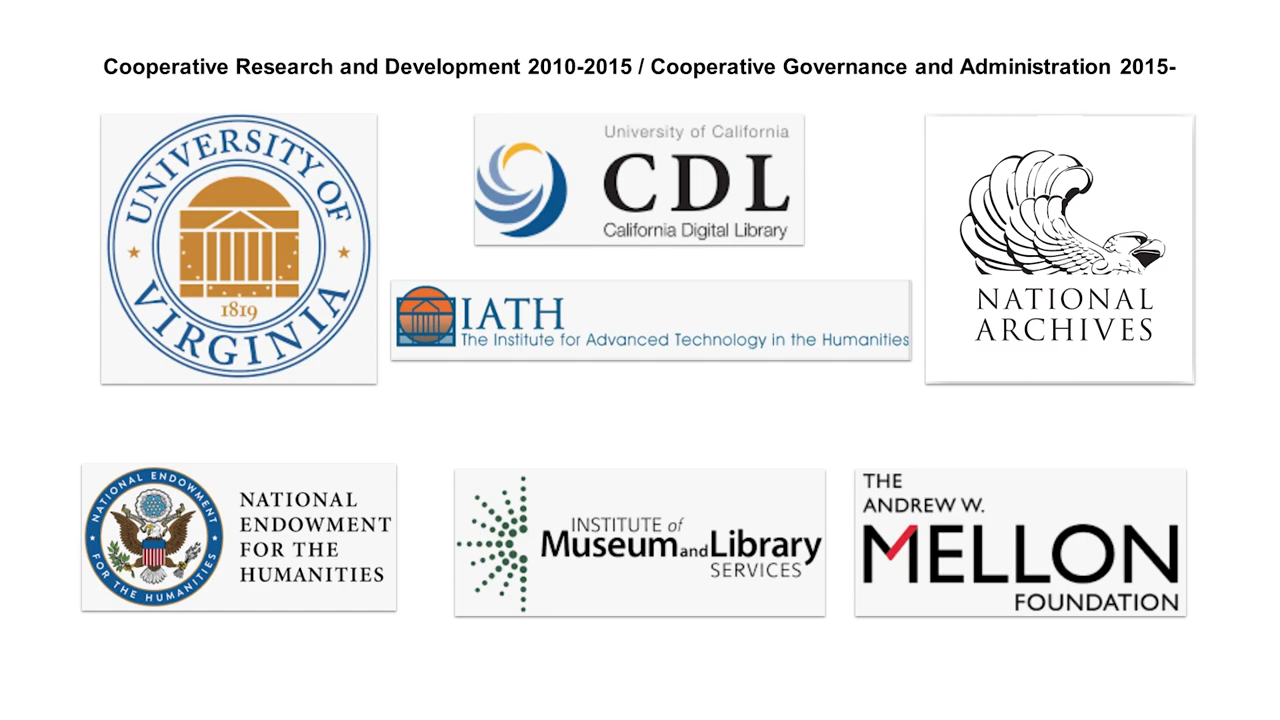 Cooperative Research and Development 2010-2015 / Cooperative Governance and Administration 2015-
UNIVERSITY OF
VIRGINIA
1819
University of California
CDL
California Digital Library
IATH
The Institute for Advanced Technology in the Humanities
NATIONAL
ARCHIVES
NATIONAL ENDOWMENT
FOR THE HUMANITIES
NATIONAL
ENDOWMENT
FOR THE
HUMANITIES
INSTITUTE of
Museum and Library
SERVICES
THE
ANDREW W.
MELLON
FOUNDATION